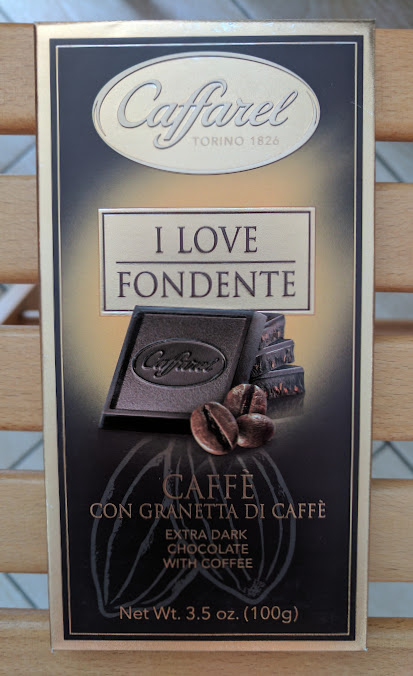 Caffarel
TORINO 1826
I LOVE
FONDENTE
Caffarel
CAFFÈ
CON GRANETTA DI CAFFÈ
EXTRA DARK
CHOCOLATE
WITH COFFEE
Net Wt. 3.5 oz. (100g)